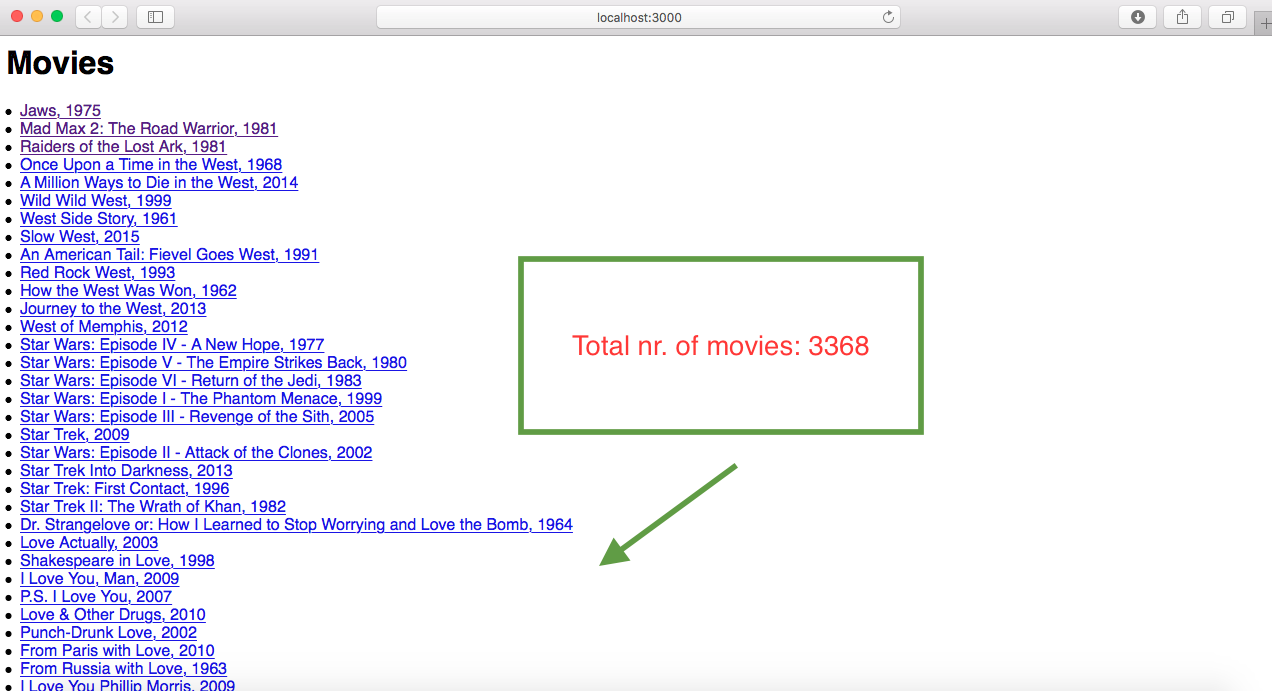 localhost:3000
Movies
Jaws, 1975
Mad Max 2: The Road Warrior, 1981
Raiders of the Lost Ark, 1981
Once Upon a Time in the West, 1968
A Million Ways to Die in the West, 2014
Wild Wild West, 1999
West Side Story, 1961
Slow West, 2015
An American Tail: Fievel Goes West, 1991
Red Rock West, 1993
How the West Was Won, 1962
Journey to the West, 2013
West of Memphis, 2012
Star Wars: Episode IV - A New Hope, 1977
Star Wars: Episode V - The Empire Strikes Back, 1980
Star Wars: Episode VI - Return of the Jedi, 1983
Star Wars: Episode I - The Phantom Menace, 1999
Star Wars: Episode III - Revenge of the Sith, 2005
Star Trek, 2009
Star Wars: Episode II - Attack of the Clones, 2002
Star Trek Into Darkness, 2013
Star Trek: First Contact, 1996
Star Trek II: The Wrath of Khan, 1982
Dr. Strangelove or: How I Learned to Stop Worrying and Love the Bomb, 1964
Love Actually, 2003
Shakespeare in Love, 1998
I Love You, Man, 2009
P.S. I Love You, 2007
Love & Other Drugs, 2010
Punch-Drunk Love, 2002
From Paris with Love, 2010
From Russia with Love, 1963
I Love You Phillip Morris, 2009
Total nr. of movies: 3368